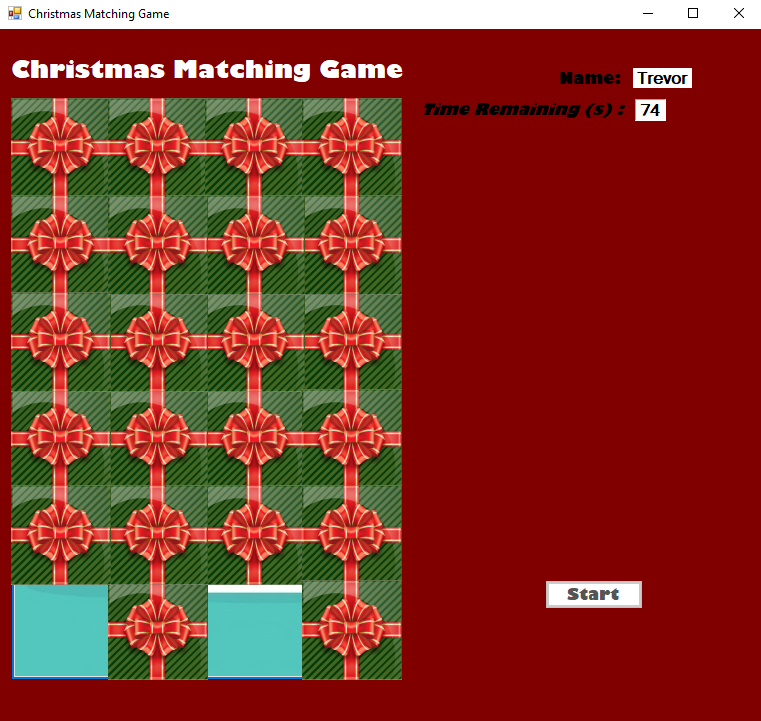 Christmas Matching Game
Christmas Matching Game
Name: Trevor
Time Remaining (s) : 74
Start